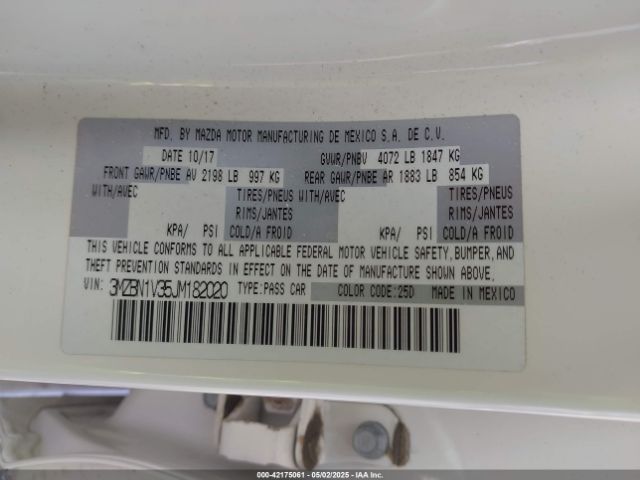 MFD. BY MAZDA MOTOR MANUFACTURING DE MEXICO S.A. DE C.V.
DATE 10/17 GVWR/PNBV 4072 LB 1847 KG
FRONT GAWR/PNBE AV 2198 LB 997 KG REAR GAWR/PNBE AR 1883 LB 854 KG
WITH/AVEC TIRES/PNEUS WITH/AVEC TIRES/PNEUS
RIMS/JANTES RIMS/JANTES
KPA/ PSI COLD/A FROID KPA/ PSI COLD/A FROID
THIS VEHICLE CONFORMS TO ALL APPLICABLE FEDERAL MOTOR VEHICLE SAFETY, BUMPER, AND
THEFT PREVENTION STANDARDS IN EFFECT ON THE DATE OF MANUFACTURE SHOWN ABOVE.
VIN: 3MZBN1V35JM182020 TYPE:PASS CAR COLOR CODE:25D MADE IN MEXICO
000-42175061 - 05/02/2025 - IAAI.com